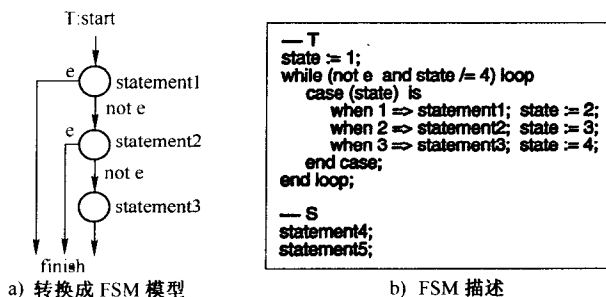 T:start
e
statement1
not e
e
statement2
not e
statement3
finish
a) 转换成 FSM 模型
— T
state := 1;
while (not e and state /= 4) loop
case (state) is
when 1 => statement1; state := 2;
when 2 => statement2; state := 3;
when 3 => statement3; state := 4;
end case;
end loop;
— S
statement4;
statement5;
b) FSM 描述